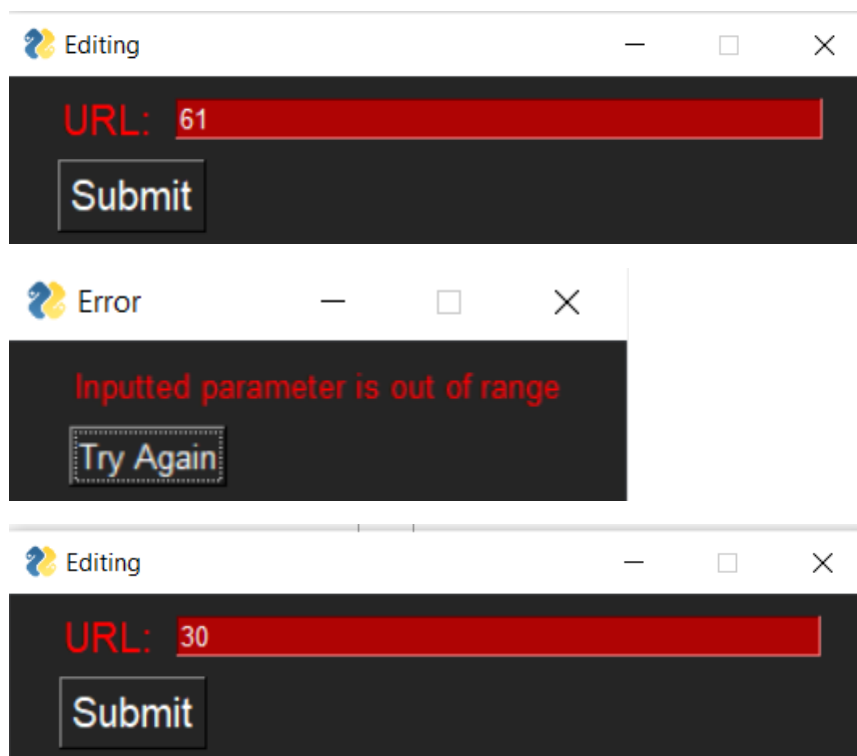 Editing
URL: 61
Submit
Error
Inputted parameter is out of range
Try Again
Editing
URL: 30
Submit